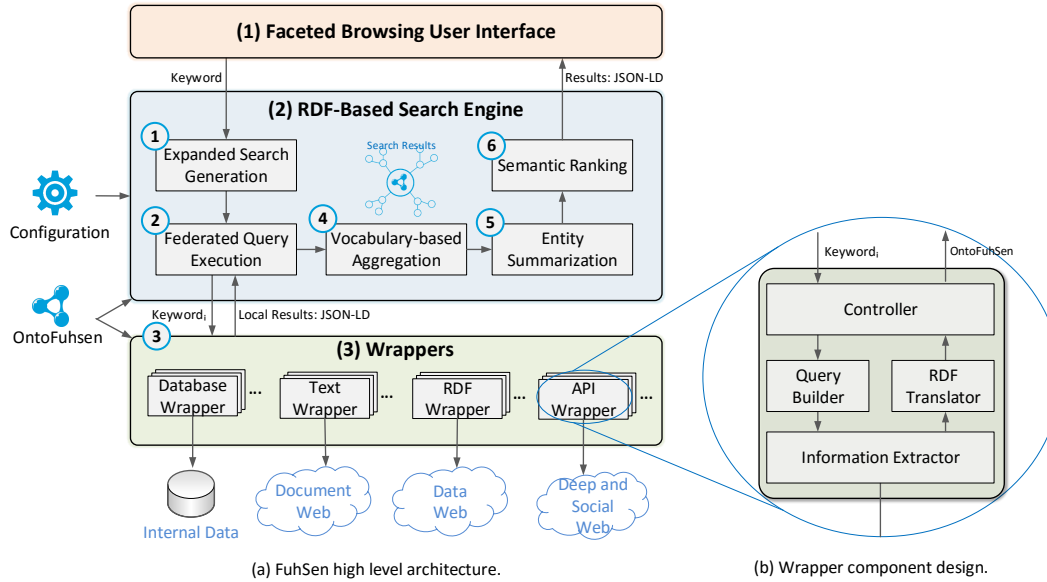 (1) Faceted Browsing User Interface
Keyword
Results: JSON-LD
(2) RDF-Based Search Engine
1
Expanded Search
Generation
Search Results
6
Semantic Ranking
2
Federated Query
Execution
4
Vocabulary-based
Aggregation
5
Entity
Summarization
Configuration
OntoFuhsen
Keywordᵢ
Local Results: JSON-LD
3
(3) Wrappers
Database
Wrapper
...
Text
Wrapper
...
RDF
Wrapper
...
API
Wrapper
...
Internal Data
Document
Web
Data
Web
Deep and
Social
Web
(a) FuhSen high level architecture.
Keywordᵢ
OntoFuhSen
Controller
Query
Builder
RDF
Translator
Information Extractor
(b) Wrapper component design.